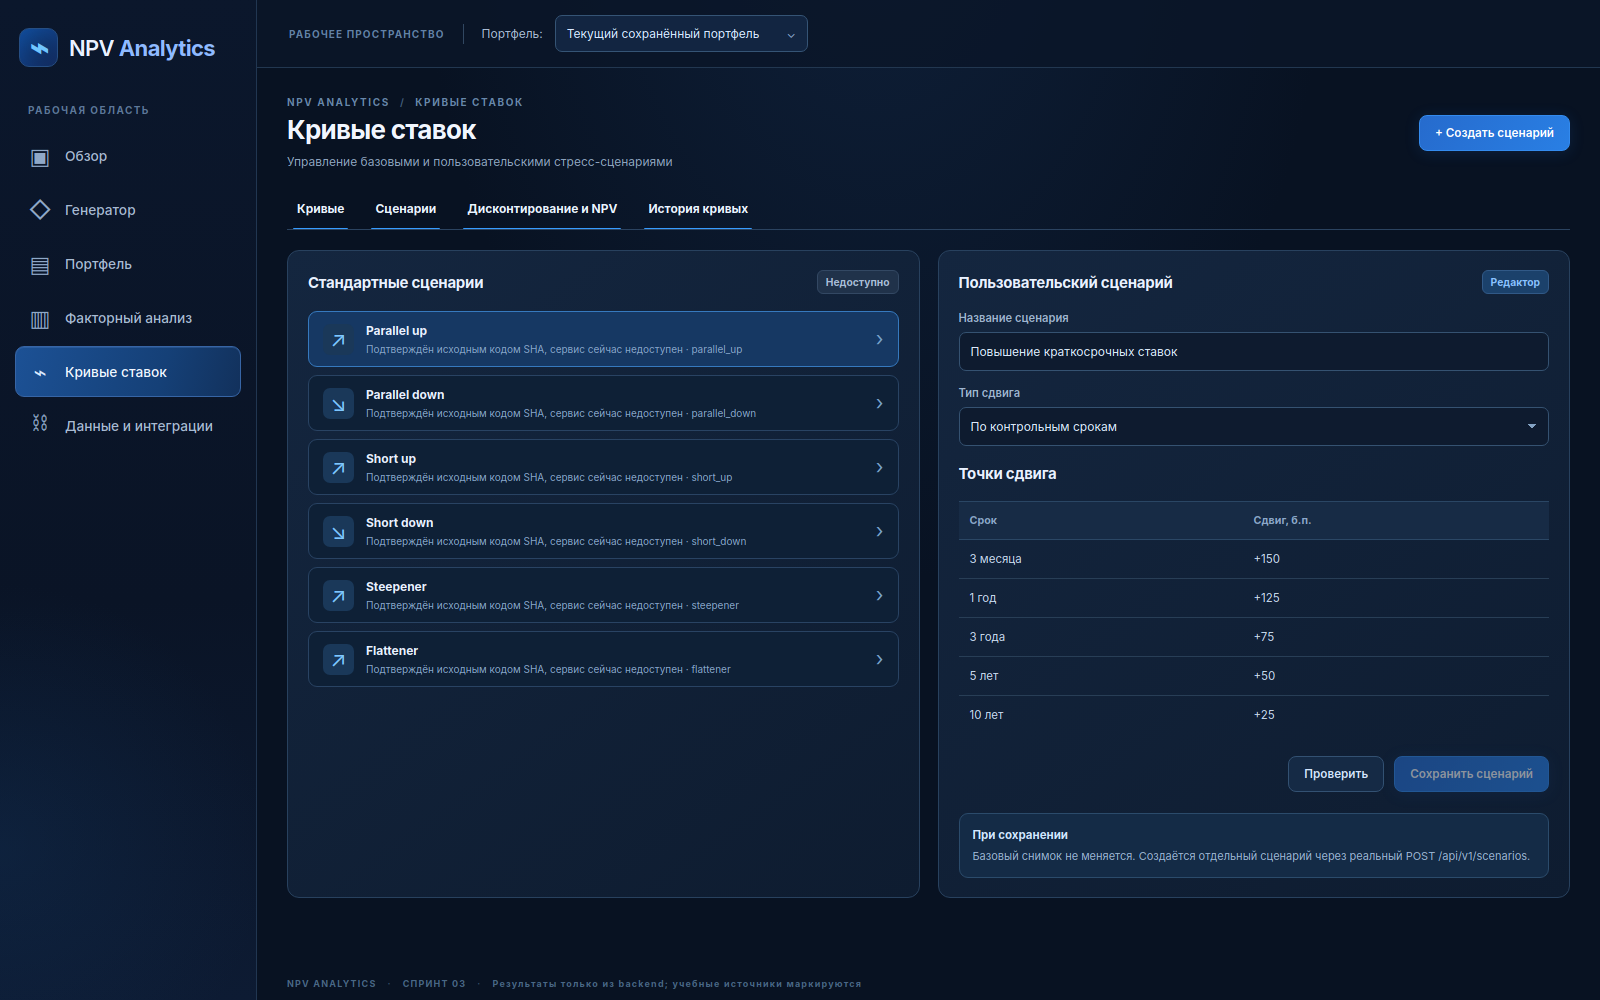 NPV Analytics
РАБОЧАЯ ОБЛАСТЬ
Обзор
Генератор
Портфель
Факторный анализ
Кривые ставок
Данные и интеграции
РАБОЧЕЕ ПРОСТРАНСТВО
Портфель:
Текущий сохранённый портфель
NPV ANALYTICS / КРИВЫЕ СТАВОК
Кривые ставок
Управление базовыми и пользовательскими стресс-сценариями
+ Создать сценарий
Кривые
Сценарии
Дисконтирование и NPV
История кривых
Стандартные сценарии
Недоступно
Parallel up
Подтверждён исходным кодом SHA, сервис сейчас недоступен · parallel_up
Parallel down
Подтверждён исходным кодом SHA, сервис сейчас недоступен · parallel_down
Short up
Подтверждён исходным кодом SHA, сервис сейчас недоступен · short_up
Short down
Подтверждён исходным кодом SHA, сервис сейчас недоступен · short_down
Steepener
Подтверждён исходным кодом SHA, сервис сейчас недоступен · steepener
Flattener
Подтверждён исходным кодом SHA, сервис сейчас недоступен · flattener
Пользовательский сценарий
Редактор
Название сценария
Повышение краткосрочных ставок
Тип сдвига
По контрольным срокам
Точки сдвига
Срок Сдвиг, б.п.
3 месяца +150
1 год +125
3 года +75
5 лет +50
10 лет +25
Проверить
Сохранить сценарий
При сохранении
Базовый снимок не меняется. Создаётся отдельный сценарий через реальный POST /api/v1/scenarios.
NPV ANALYTICS · СПРИНТ 03 · Результаты только из backend; учебные источники маркируются